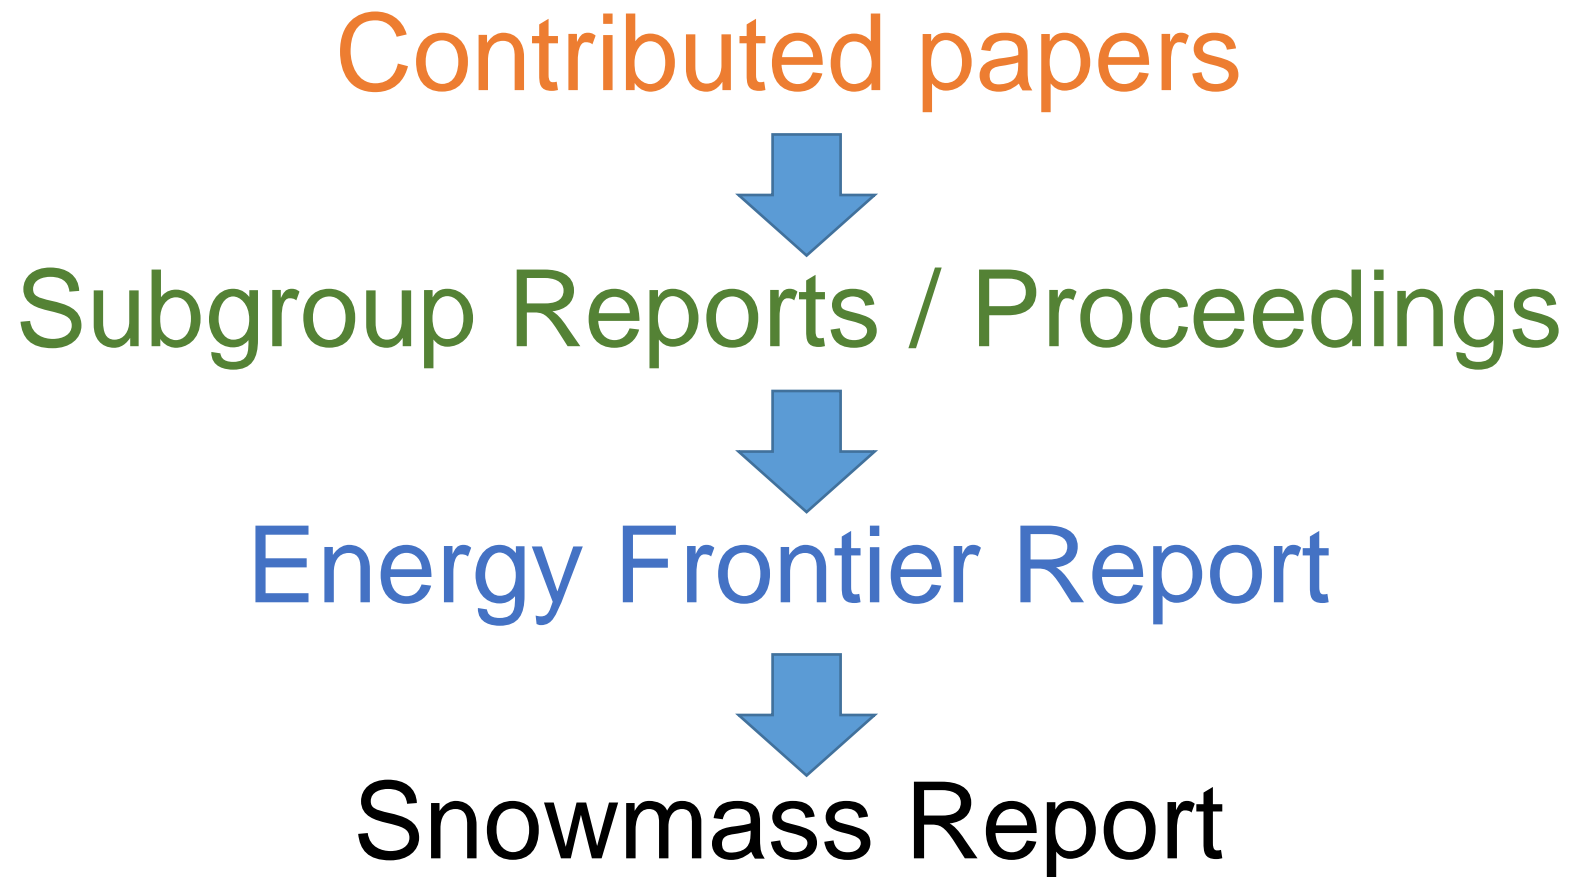 Contributed papers
Subgroup Reports / Proceedings
Energy Frontier Report
Snowmass Report